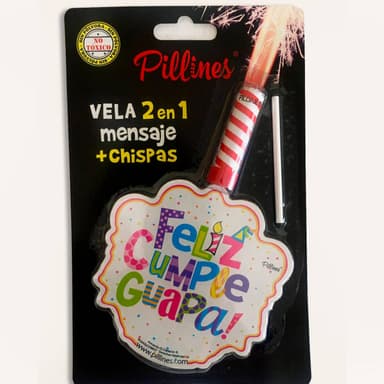 NO
TÓXICO
Pillines
VELA 2 en 1
mensaje
+CHISPAS
FELIZ
CUMPLE
GUAPA!
Pillines
www.pillines.com